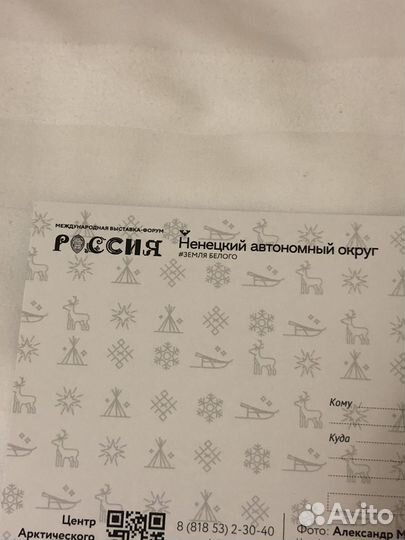 МЕЖДУНАРОДНАЯ ВЫСТАВКА-ФОРУМ
РОССИЯ
Ненецкий автономный округ
#ЗЕМЛЯ БЕЛОГО
Кому
Куда
Центр
Арктического
8 (818 53) 2-30-40
Фото: Александр М
Avito